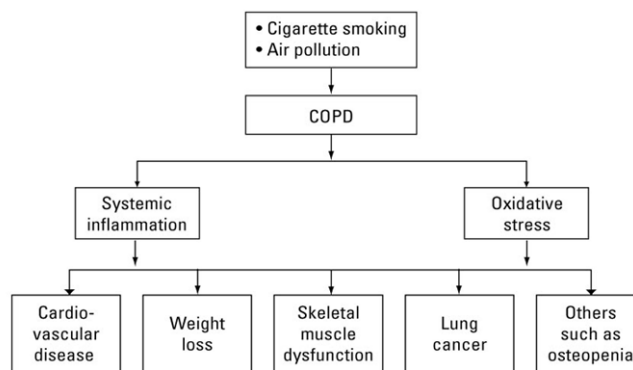 • Cigarette smoking
• Air pollution
COPD
Systemic
inflammation
Oxidative
stress
Cardio-
vascular
disease
Weight
loss
Skeletal
muscle
dysfunction
Lung
cancer
Others
such as
osteopenia